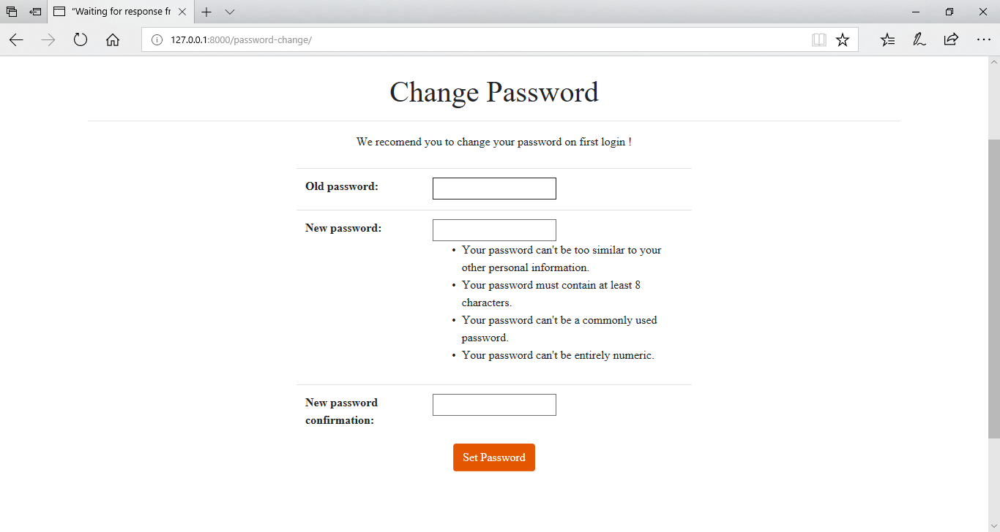 "Waiting for response fr
127.0.0.1:8000/password-change/
Change Password
We recomend you to change your password on first login !
Old password:
New password:
• Your password can't be too similar to your
other personal information.
• Your password must contain at least 8
characters.
• Your password can't be a commonly used
password.
• Your password can't be entirely numeric.
New password
confirmation:
Set Password